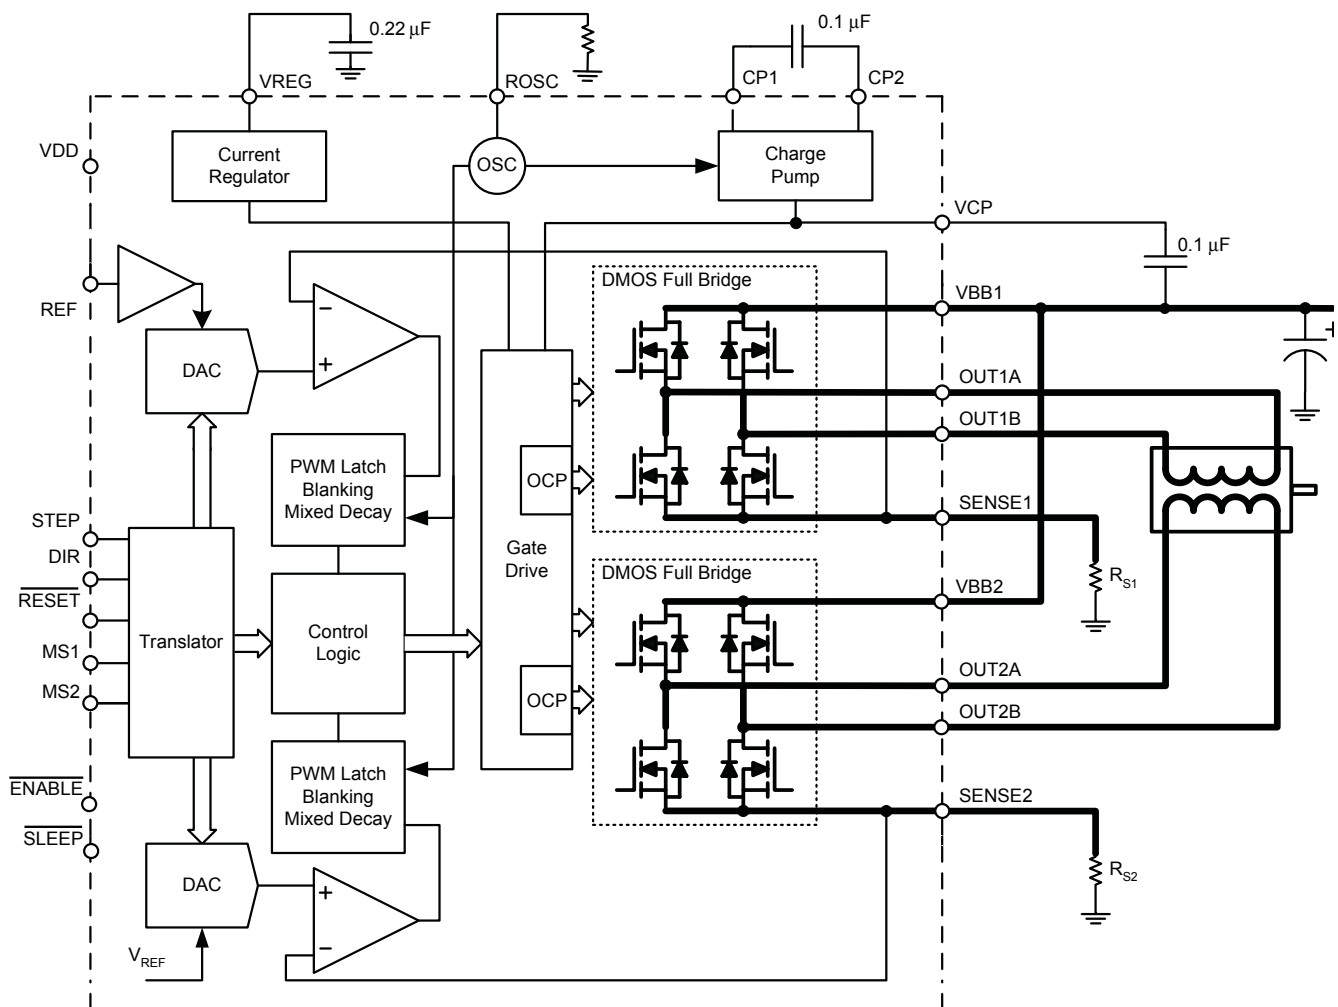 0.22 µF
0.1 µF
VREG
ROSC
CP1
CP2
VDD
Current
Regulator
OSC
Charge
Pump
VCP
0.1 µF
REF
DMOS Full Bridge
VBB1
+
−
+
DAC
OUT1A
OUT1B
PWM Latch
Blanking
Mixed Decay
OCP
SENSE1
STEP
DIR
RESET
MS1
MS2
Translator
Control
Logic
Gate
Drive
DMOS Full Bridge
RS1
VBB2
OUT2A
OCP
OUT2B
PWM Latch
Blanking
Mixed Decay
ENABLE
SLEEP
SENSE2
DAC
+
−
RS2
VREF